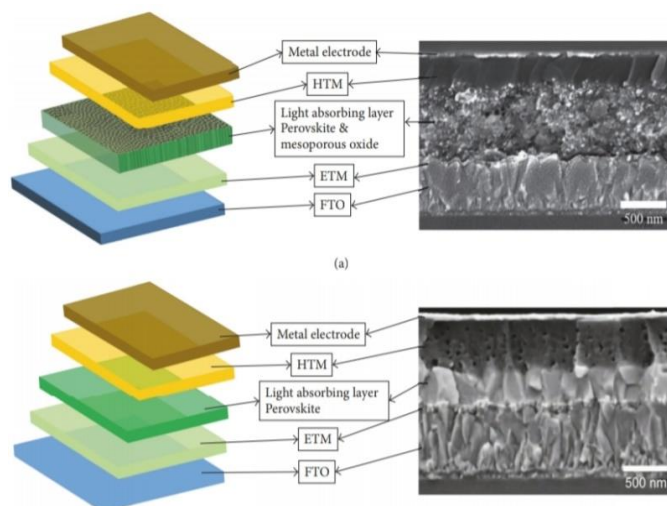 Metal electrode
HTM
Light absorbing layer
Perovskite &
mesoporous oxide
ETM
FTO
500 nm
(a)
Metal electrode
HTM
Light absorbing layer
Perovskite
ETM
FTO
500 nm